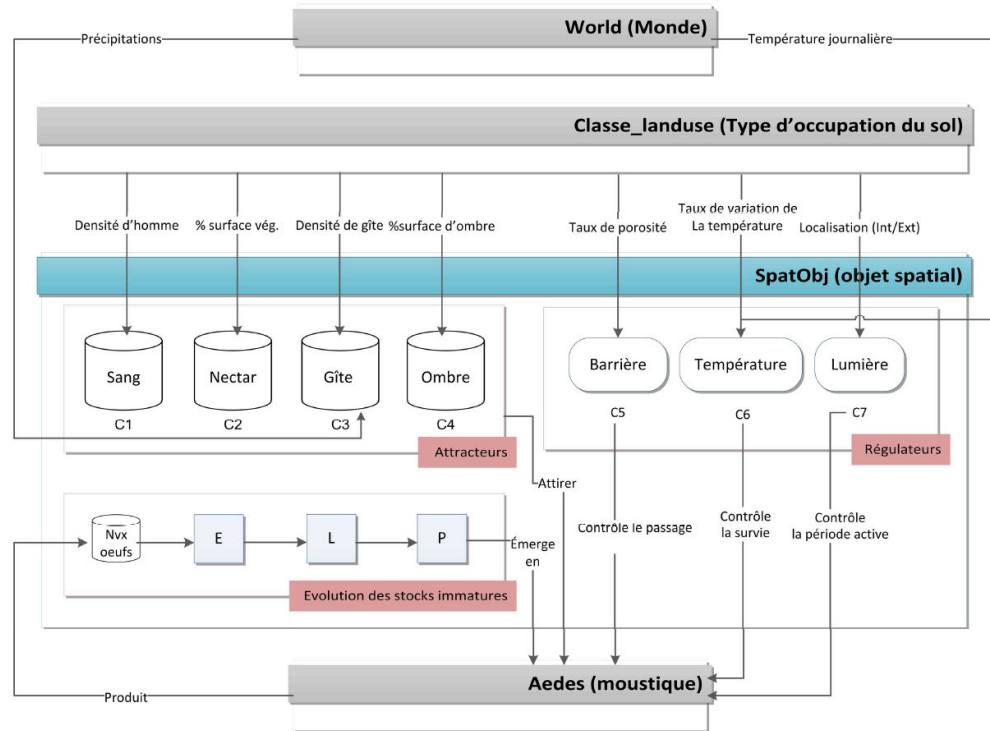 World (Monde)
Précipitations
Température journalière
Classe_landuse (Type d'occupation du sol)
Densité d'homme
% surface vég.
Densité de gîte
%surface d'ombre
Taux de porosité
Taux de variation de
La température
Localisation (Int/Ext)
SpatObj (objet spatial)
Sang
Nectar
Gîte
Ombre
Barrière
Température
Lumière
C1
C2
C3
C4
C5
C6
C7
Attracteurs
Régulateurs
Attirer
Nvx
oeufs
E
L
P
Émerge
en
Contrôle le passage
Contrôle
la survie
Contrôle
la période active
Evolution des stocks immatures
Aedes (moustique)
Produit